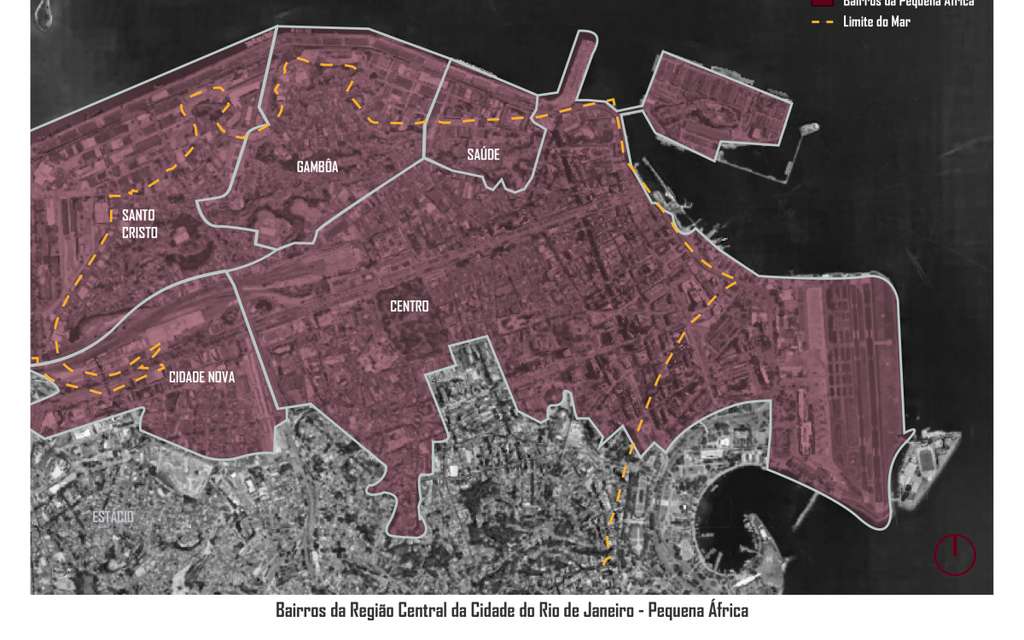 Bairros da Pequena África
Limite do Mar
GAMBÔA
SAÚDE
SANTO
CRISTO
CENTRO
CIDADE NOVA
ESTÁCIO
Bairros da Região Central da Cidade do Rio de Janeiro - Pequena África